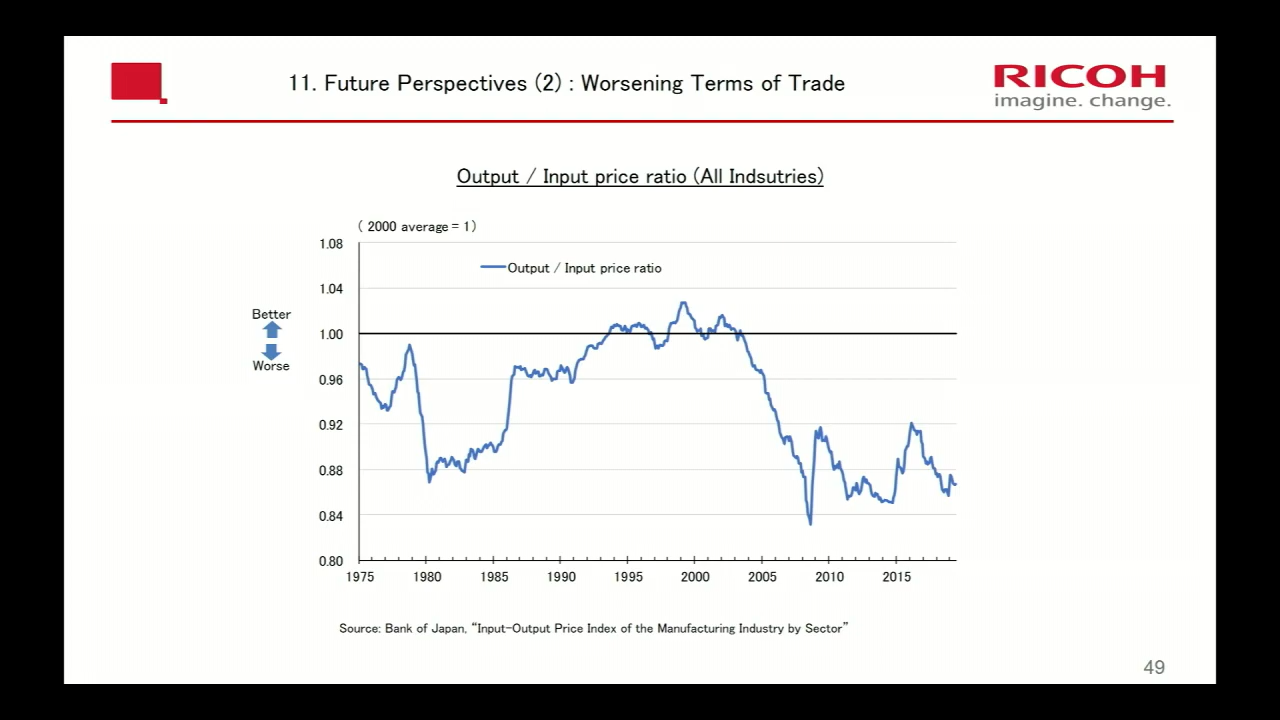 11. Future Perspectives (2) : Worsening Terms of Trade
RICOH
imagine. change.
Output / Input price ratio (All Indsutries)
( 2000 average = 1)
1.08
Output / Input price ratio
1.04
Better
1.00
Worse
0.96
0.92
0.88
0.84
0.80
1975 1980 1985 1990 1995 2000 2005 2010 2015
Source: Bank of Japan, “Input-Output Price Index of the Manufacturing Industry by Sector”
49